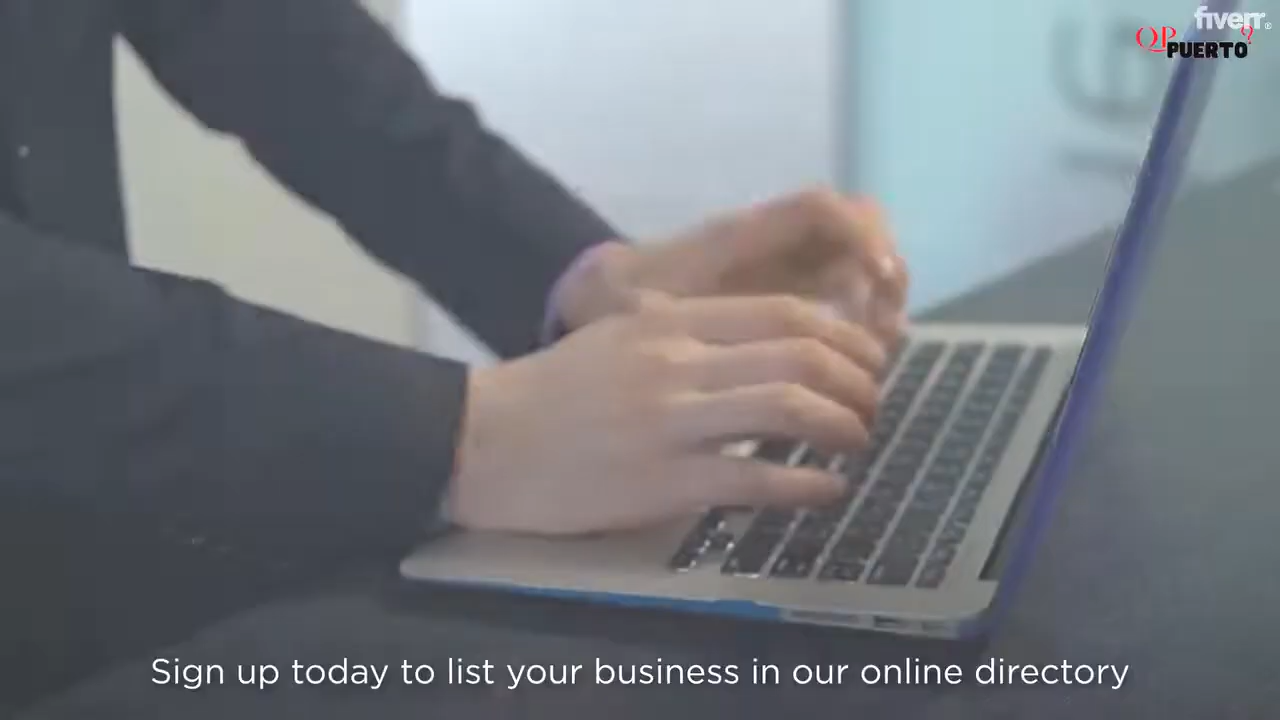 fiverr®
QP ?
PUERTO
Sign up today to list your business in our online directory